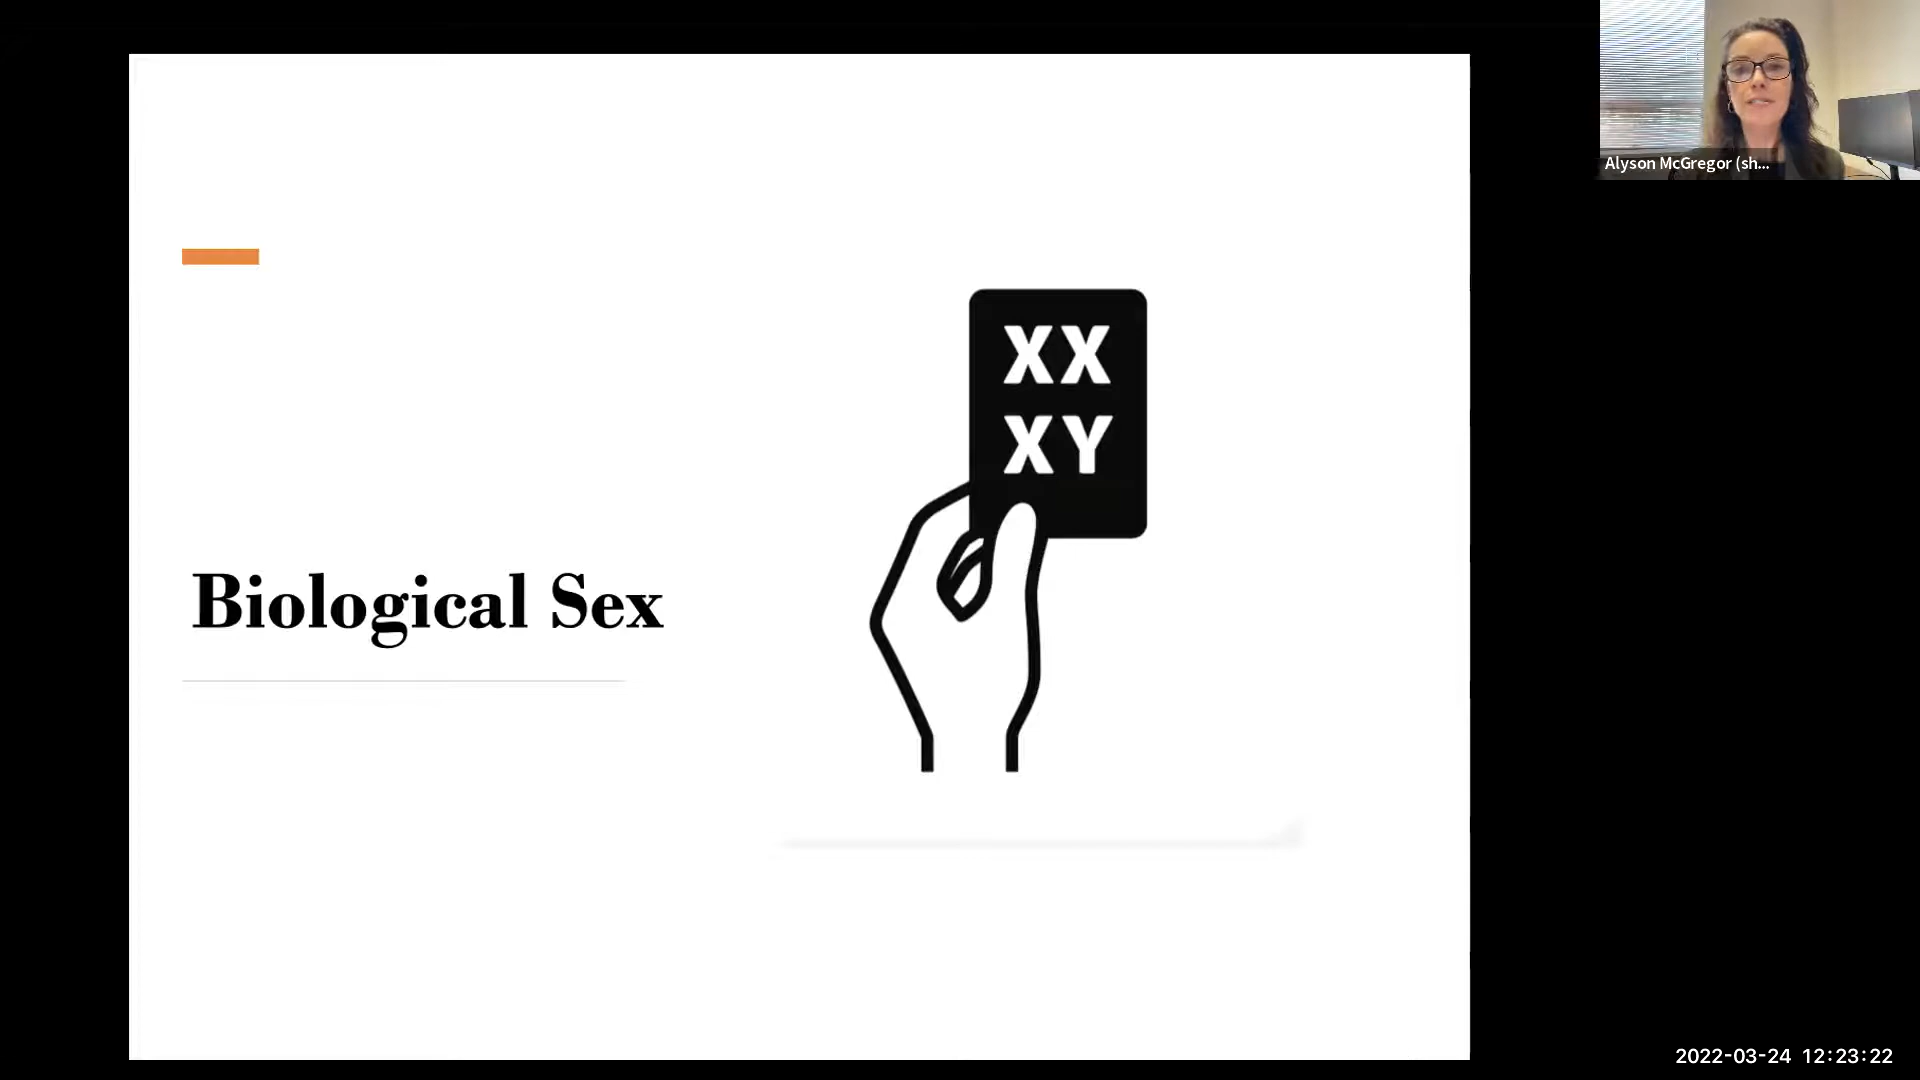 Alyson McGregor (sh...
XX
XY
Biological Sex
2022-03-24 12:23:22